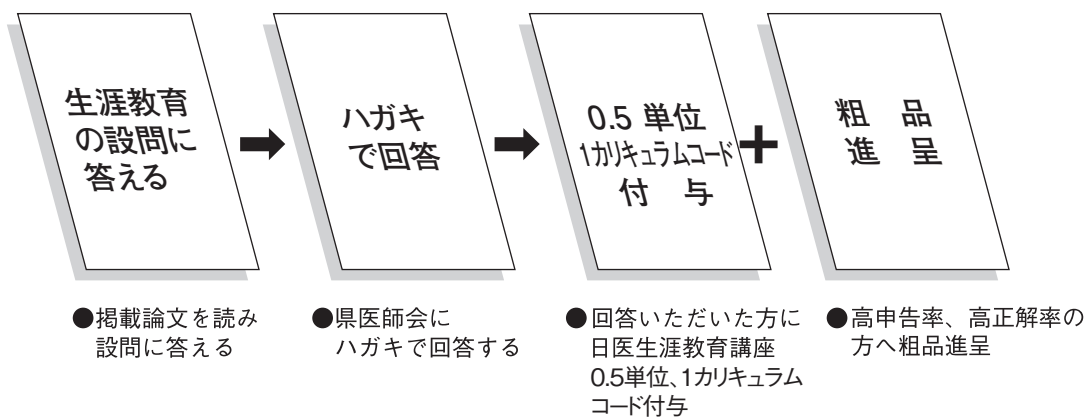 生涯教育
の設問に
答える
ハガキ
で回答
0.5 単位
1カリキュラムコード
付 与
粗 品
進 呈
●掲載論文を読み
設問に答える
●県医師会に
ハガキで回答する
●回答いただいた方に
日医生涯教育講座
0.5単位、1カリキュラム
コード付与
●高申告率、高正解率の
方へ粗品進呈